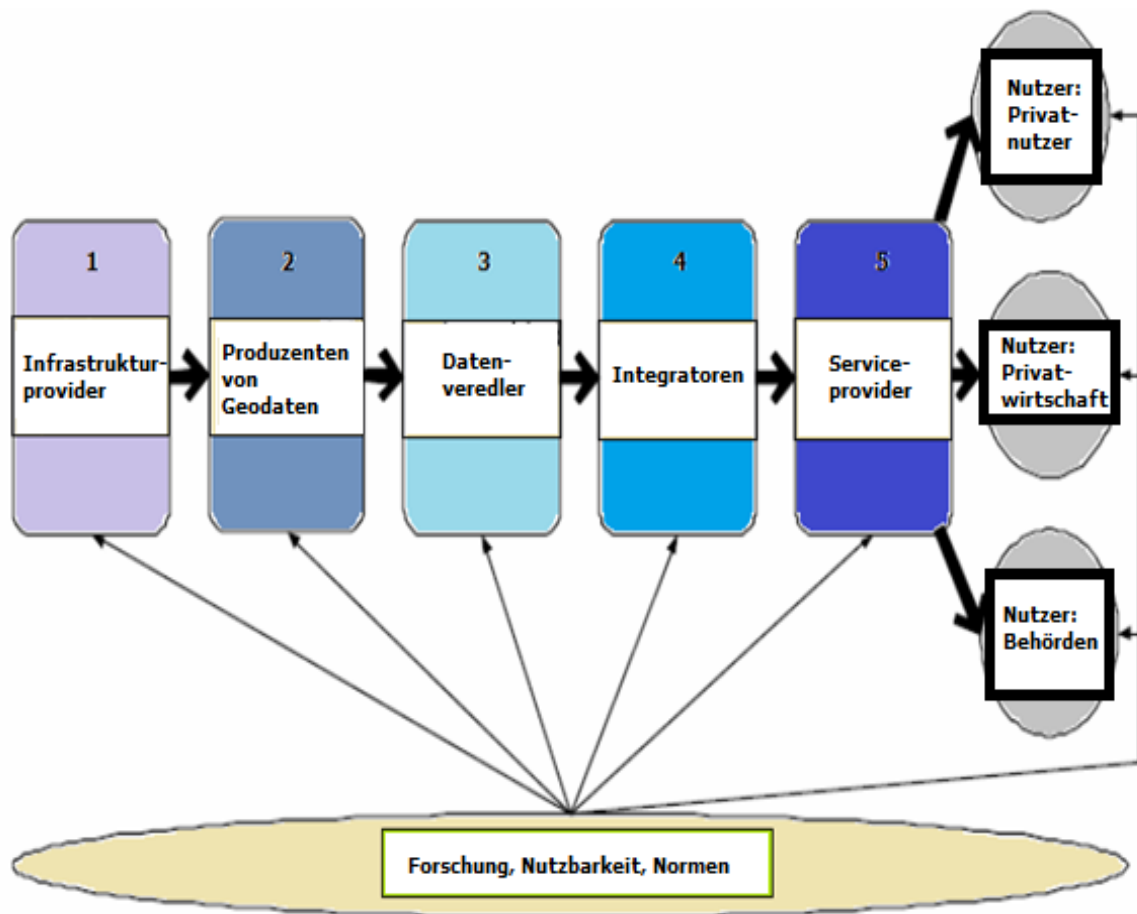 1
Infrastruktur-
provider
2
Produzenten
von
Geodaten
3
Daten-
veredler
4
Integratoren
5
Service-
provider
Nutzer:
Privat-
nutzer
Nutzer:
Privat-
wirtschaft
Nutzer:
Behörden
Forschung, Nutzbarkeit, Normen